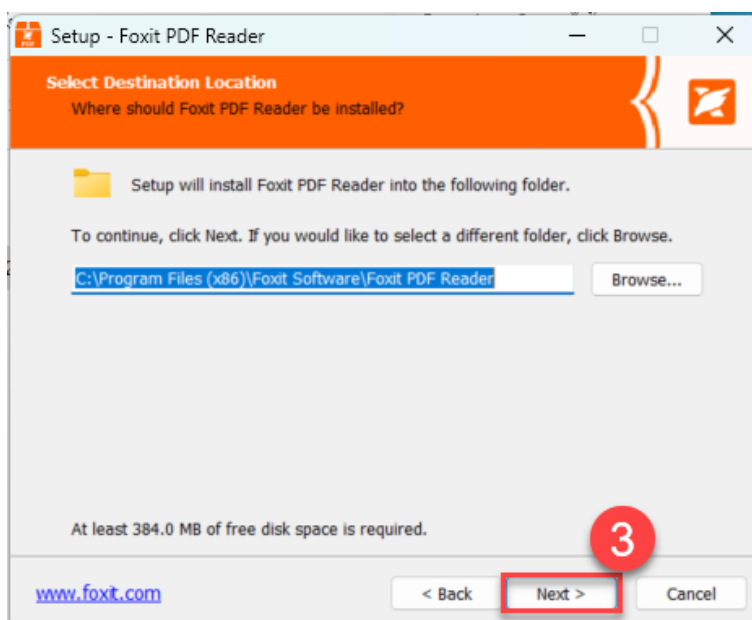 Setup - Foxit PDF Reader
Select Destination Location
Where should Foxit PDF Reader be installed?
Setup will install Foxit PDF Reader into the following folder.
To continue, click Next. If you would like to select a different folder, click Browse.
C:\Program Files (x86)\Foxit Software\Foxit PDF Reader
Browse...
At least 384.0 MB of free disk space is required.
3
www.foxit.com
< Back
Next >
Cancel